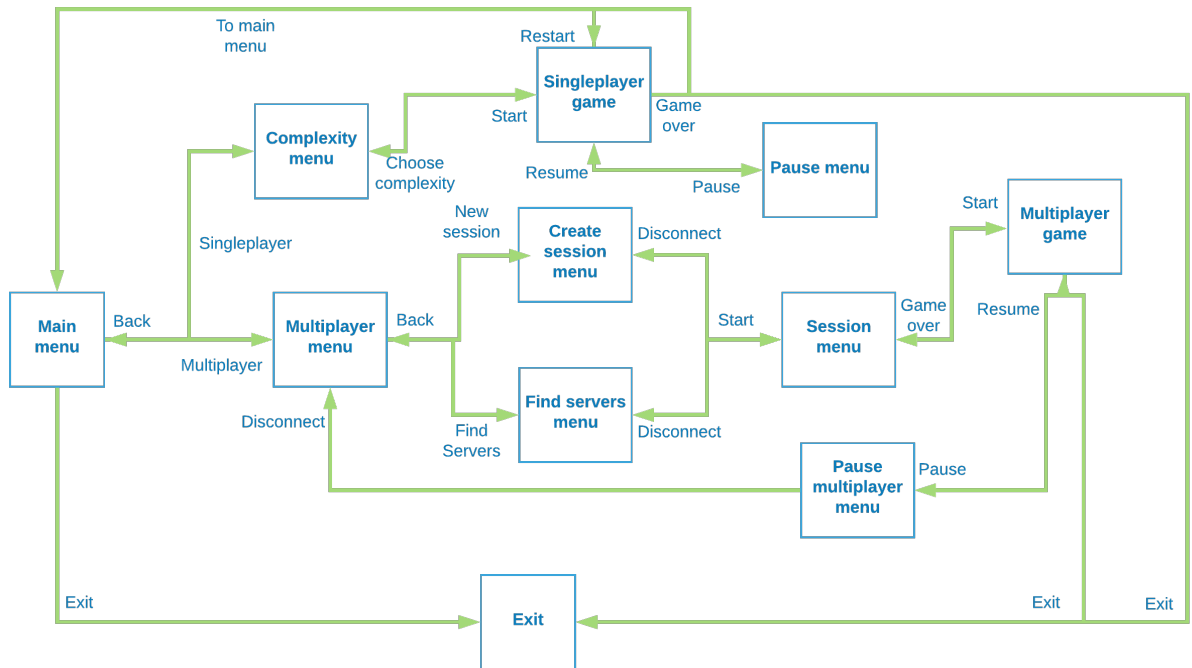 To main
menu
Restart
Singleplayer
game
Start
Game
over
Complexity
menu
Choose
complexity
Resume
Pause
Pause menu
Singleplayer
New
session
Create
session
menu
Disconnect
Start
Multiplayer
game
Main
menu
Back
Multiplayer
Multiplayer
menu
Back
Start
Session
menu
Game
over
Resume
Disconnect
Find servers
menu
Find
Servers
Disconnect
Pause
multiplayer
menu
Pause
Exit
Exit
Exit
Exit